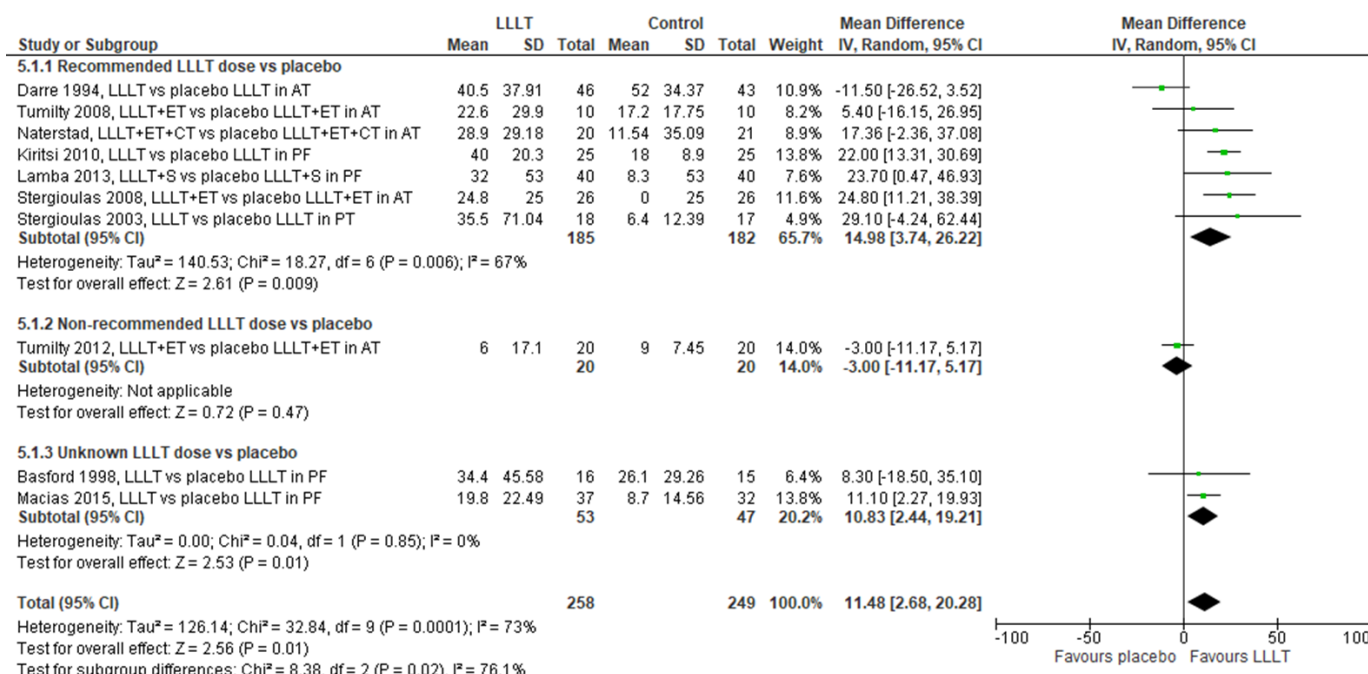 LLLT Control Mean Difference Mean Difference
Study or Subgroup Mean SD Total Mean SD Total Weight IV, Random, 95% CI IV, Random, 95% CI
5.1.1 Recommended LLLT dose vs placebo
Darre 1994, LLLT vs placebo LLLT in AT 40.5 37.91 46 52 34.37 43 10.9% -11.50 [-26.52, 3.52]
Tumilty 2008, LLLT+ET vs placebo LLLT+ET in AT 22.6 29.9 10 17.2 17.75 10 8.2% 5.40 [-16.15, 26.95]
Naterstad, LLLT+ET+CT vs placebo LLLT+ET+CT in AT 28.9 29.18 20 11.54 35.09 21 8.9% 17.36 [-2.36, 37.08]
Kiritsi 2010, LLLT vs placebo LLLT in PF 40 20.3 25 18 8.9 25 13.8% 22.00 [13.31, 30.69]
Lamba 2013, LLLT+S vs placebo LLLT+S in PF 32 53 40 8.3 53 40 7.6% 23.70 [0.47, 46.93]
Stergioulas 2008, LLLT+ET vs placebo LLLT+ET in AT 24.8 25 26 0 25 26 11.6% 24.80 [11.21, 38.39]
Stergioulas 2003, LLLT vs placebo LLLT in PT 35.5 71.04 18 6.4 12.39 17 4.9% 29.10 [-4.24, 62.44]
Subtotal (95% CI) 185 182 65.7% 14.98 [3.74, 26.22]
Heterogeneity: Tau² = 140.53; Chi² = 18.27, df = 6 (P = 0.006); I² = 67%
Test for overall effect: Z = 2.61 (P = 0.009)
5.1.2 Non-recommended LLLT dose vs placebo
Tumilty 2012, LLLT+ET vs placebo LLLT+ET in AT 6 17.1 20 9 7.45 20 14.0% -3.00 [-11.17, 5.17]
Subtotal (95% CI) 20 20 14.0% -3.00 [-11.17, 5.17]
Heterogeneity: Not applicable
Test for overall effect: Z = 0.72 (P = 0.47)
5.1.3 Unknown LLLT dose vs placebo
Basford 1998, LLLT vs placebo LLLT in PF 34.4 45.58 16 26.1 29.26 15 6.4% 8.30 [-18.50, 35.10]
Macias 2015, LLLT vs placebo LLLT in PF 19.8 22.49 37 8.7 14.56 32 13.8% 11.10 [2.27, 19.93]
Subtotal (95% CI) 53 47 20.2% 10.83 [2.44, 19.21]
Heterogeneity: Tau² = 0.00; Chi² = 0.04, df = 1 (P = 0.85); I² = 0%
Test for overall effect: Z = 2.53 (P = 0.01)
Total (95% CI) 258 249 100.0% 11.48 [2.68, 20.28]
Heterogeneity: Tau² = 126.14; Chi² = 32.84, df = 9 (P = 0.0001); I² = 73%
Test for overall effect: Z = 2.56 (P = 0.01)
Test for subgroup differences: Chi² = 8.38, df = 2 (P = 0.02), I² = 76.1%
-100 -50 0 50 100
Favours placebo Favours LLLT